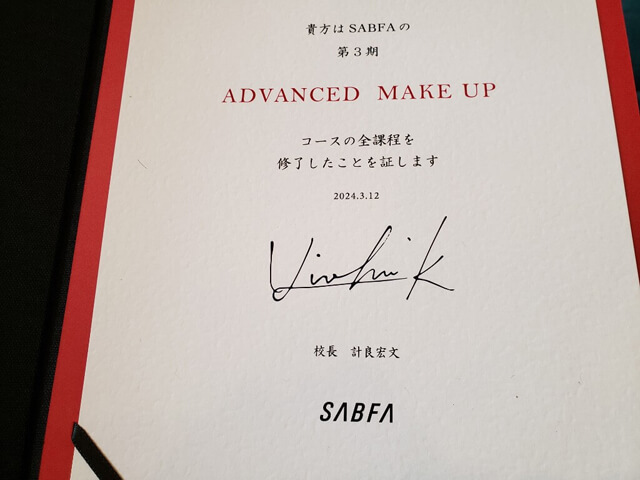 貴方はSABFAの
第3期
ADVANCED MAKE UP
コースの全課程を
修了したことを証します
2024.3.12
校長 計良宏文
SABFA